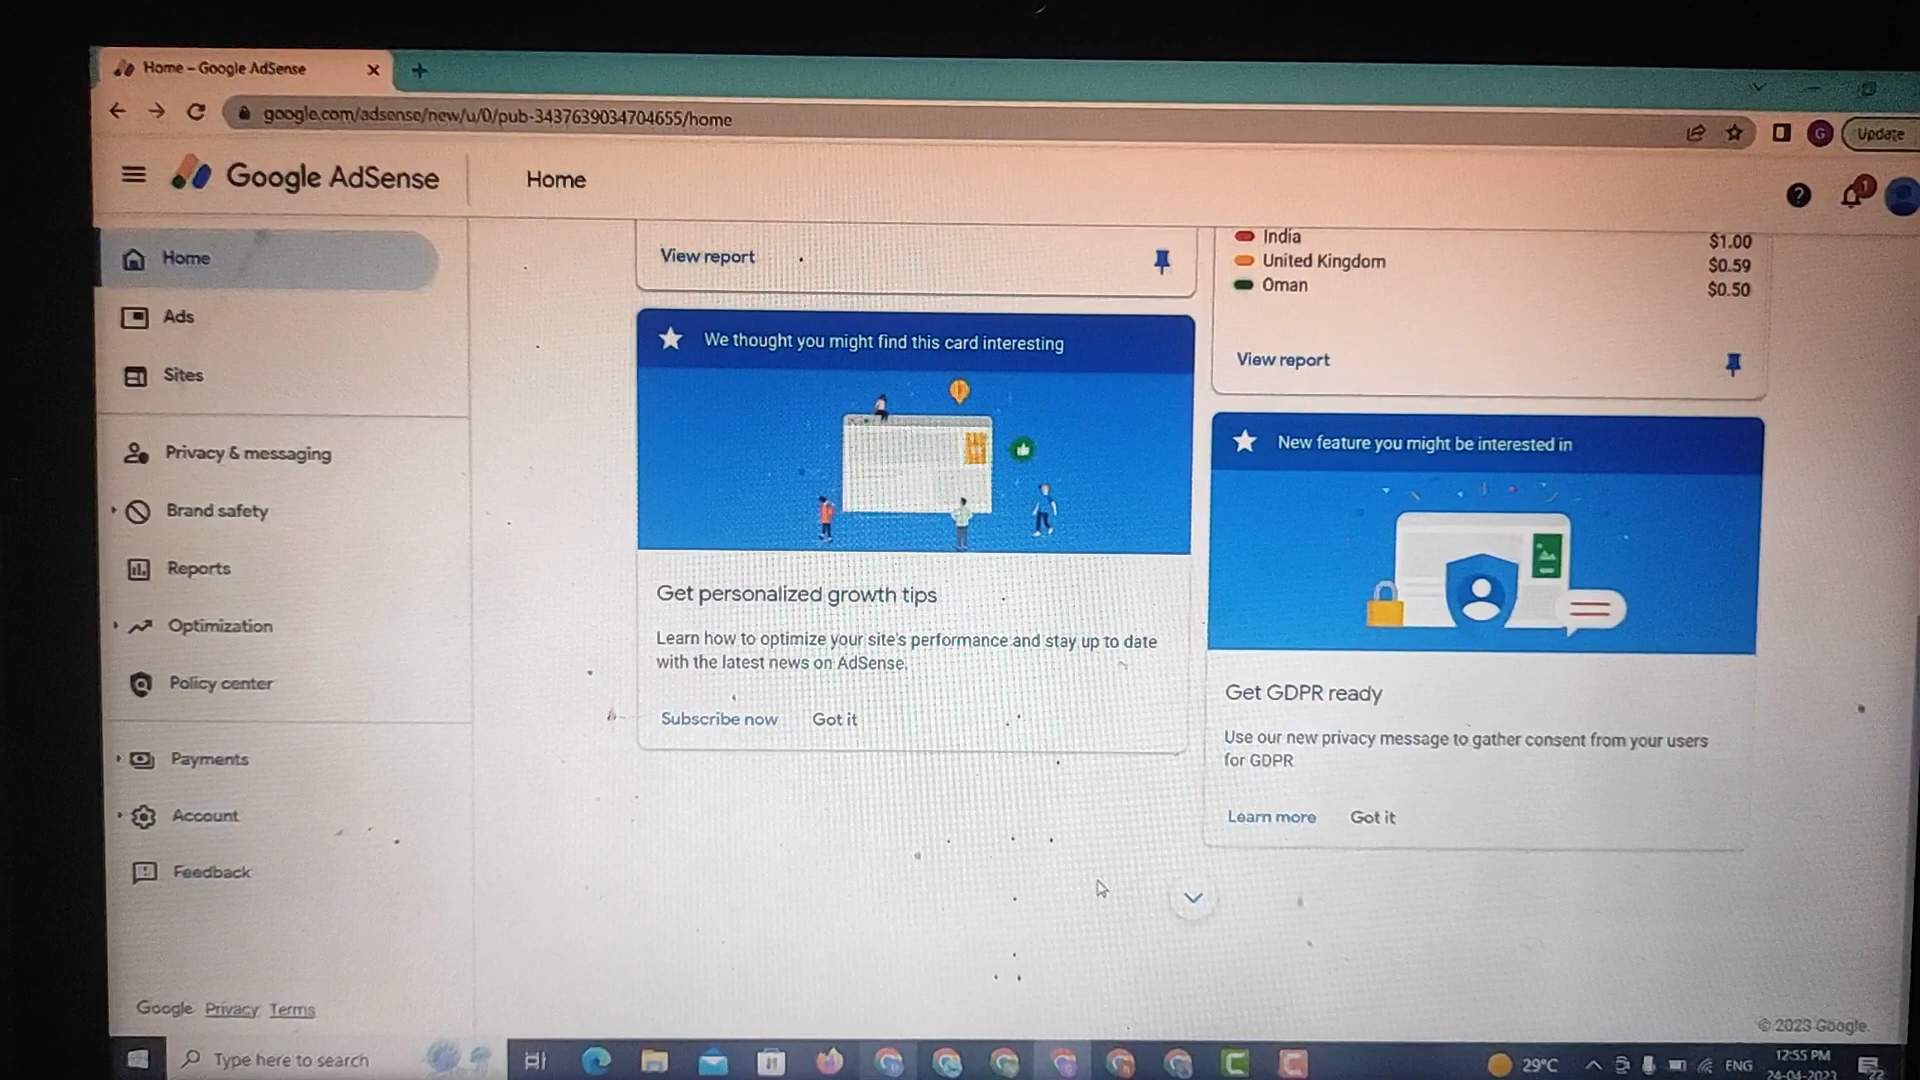 Home – Google AdSense
google.com/adsense/new/u/0/pub-3437639034704655/home
Update
Google AdSense
Home
1
G
Home
Ads
Sites
Privacy & messaging
Brand safety
Reports
Optimization
Policy center
Payments
Account
Feedback
Google Privacy Terms
View report
We thought you might find this card interesting
Get personalized growth tips
Learn how to optimize your site's performance and stay up to date
with the latest news on AdSense.
Subscribe now Got it
India $1.00
United Kingdom $0.59
Oman $0.50
View report
New feature you might be interested in
Get GDPR ready
Use our new privacy message to gather consent from your users
for GDPR
Learn more Got it
© 2023 Google
Type here to search
29°C
ENG
12:55 PM
24-04-2023
22